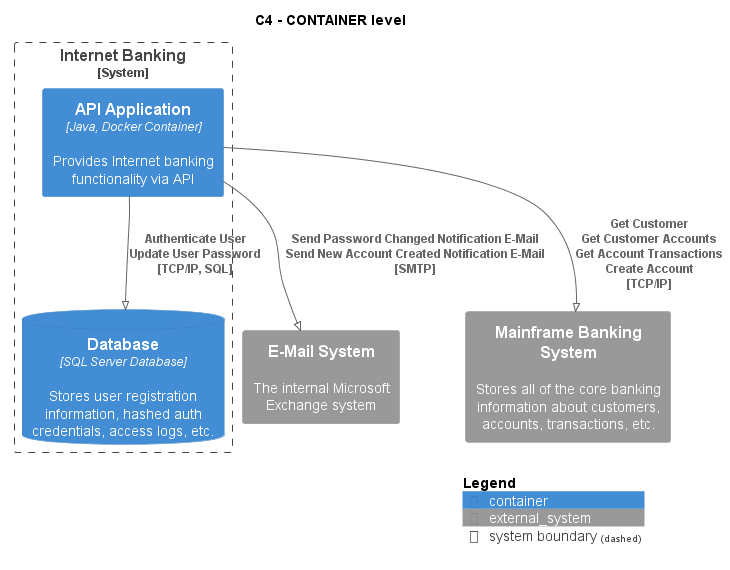 C4 - CONTAINER level
Internet Banking
[System]
API Application
[Java, Docker Container]
Provides Internet banking
functionality via API
Authenticate User
Update User Password
[TCP/IP, SQL]
Send Password Changed Notification E-Mail
Send New Account Created Notification E-Mail
[SMTP]
Get Customer
Get Customer Accounts
Get Account Transactions
Create Account
[TCP/IP]
Database
[SQL Server Database]
Stores user registration
information, hashed auth
credentials, access logs, etc.
E-Mail System
The internal Microsoft
Exchange system
Mainframe Banking
System
Stores all of the core banking
information about customers,
accounts, transactions, etc.
Legend
container
external_system
system boundary (dashed)